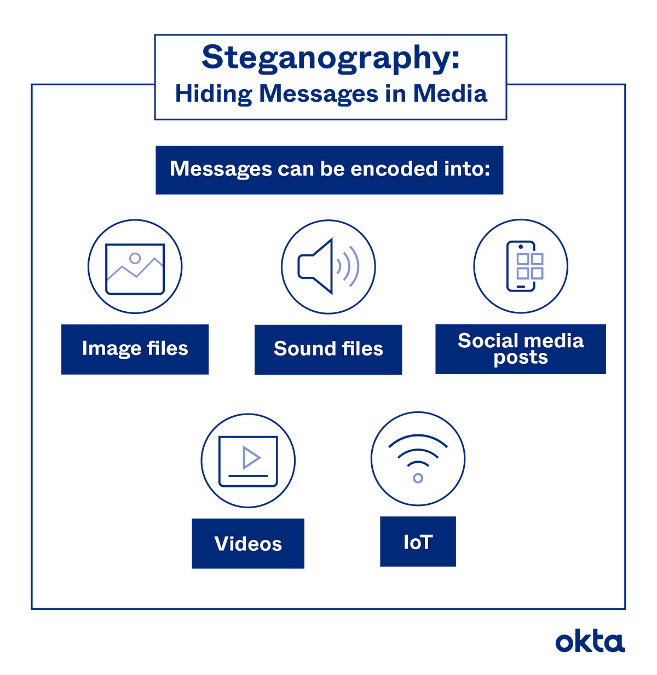 Steganography:
Hiding Messages in Media
Messages can be encoded into:
Image files
Sound files
Social media
posts
Videos
IoT
okta